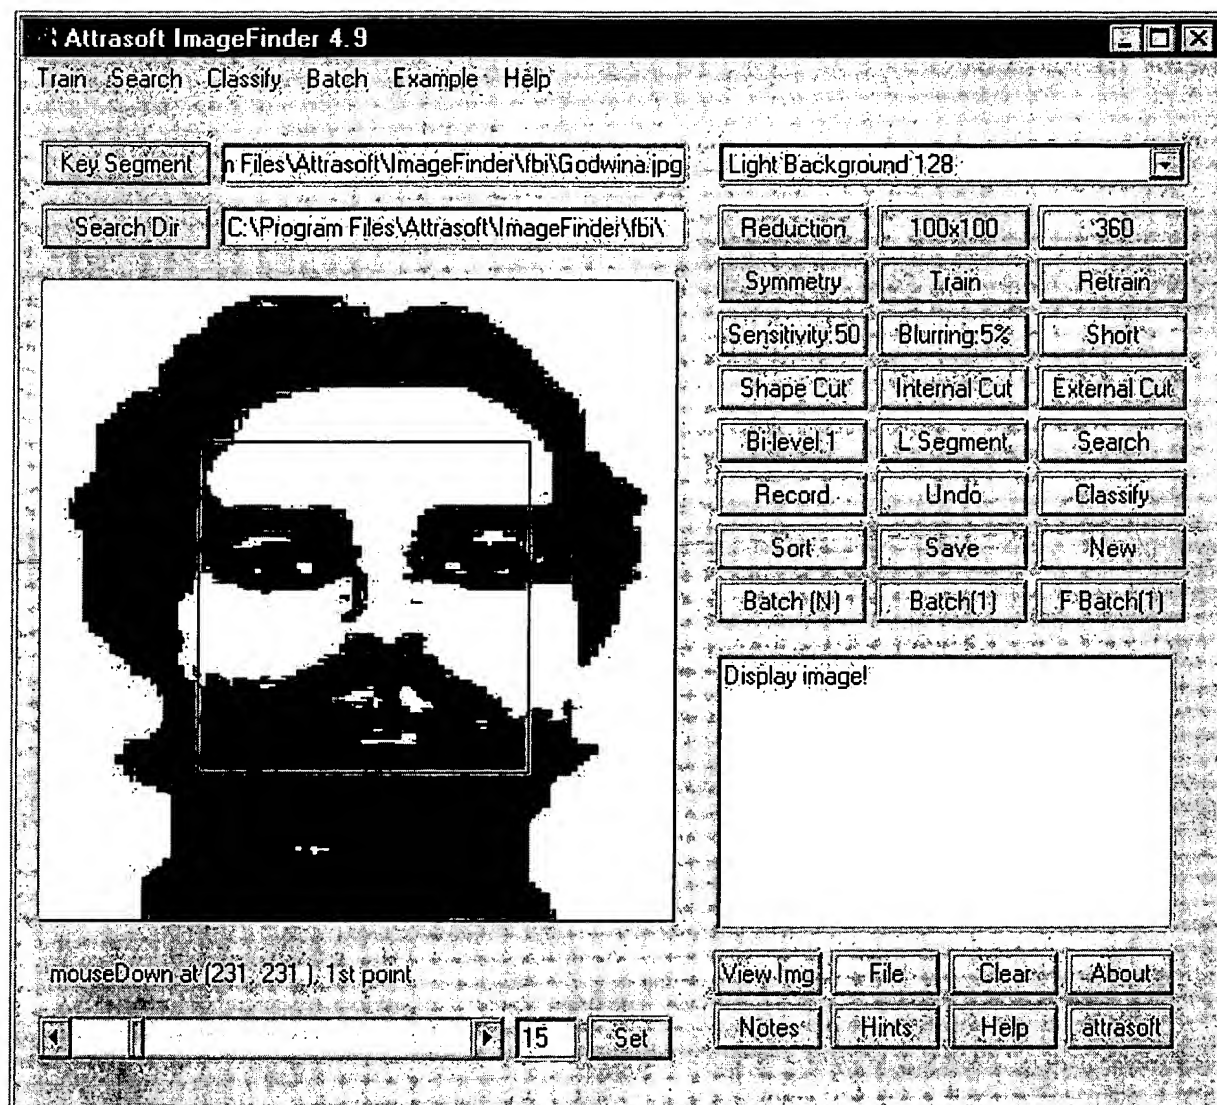 Attrasoft ImageFinder 4.9
Train Search Classify Batch Example Help
Key Segment n Files\Attrasoft\ImageFinder\fbi\Godwina.jpg Light Background 128
Search Dir C:\Program Files\Attrasoft\ImageFinder\fbi\
Reduction 100x100 360
Symmetry Train Retrain
Sensitivity:50 Blurring:5% Short
Shape Cut Internal Cut External Cut
Bi-level 1 L Segment Search
Record Undo Classify
Sort Save New
Batch (N) Batch(1) F Batch(1)
Display image!
mouseDown at (231, 231 ), 1st point
View Img File Clear About
15 Set
Notes Hints Help attrasoft